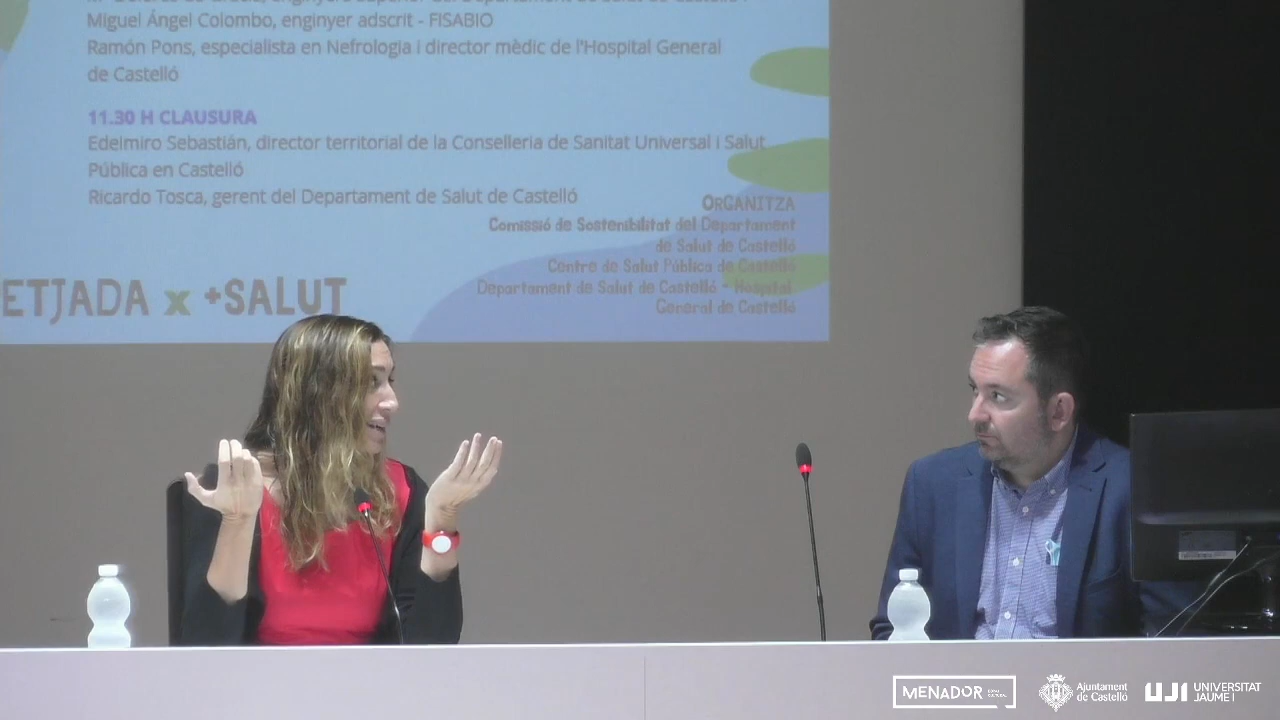 Miguel Ángel Colombo, enginyer adscrit - FISABIO
Ramón Pons, especialista en Nefrologia i director mèdic de l'Hospital General
de Castelló
11.30 H CLAUSURA
Edelmiro Sebastián, director territorial de la Conselleria de Sanitat Universal i Salut
Pública en Castelló
Ricardo Tosca, gerent del Departament de Salut de Castelló
ORGANITZA
Comissió de Sostenibilitat del Departament
de Salut de Castelló
Centre de Salut Pública de Castelló
Departament de Salut de Castelló - Hospital
General de Castelló
ETJADA x +SALUT
MENADOR
Ajuntament
de Castelló
UJI UNIVERSITAT
JAUME I